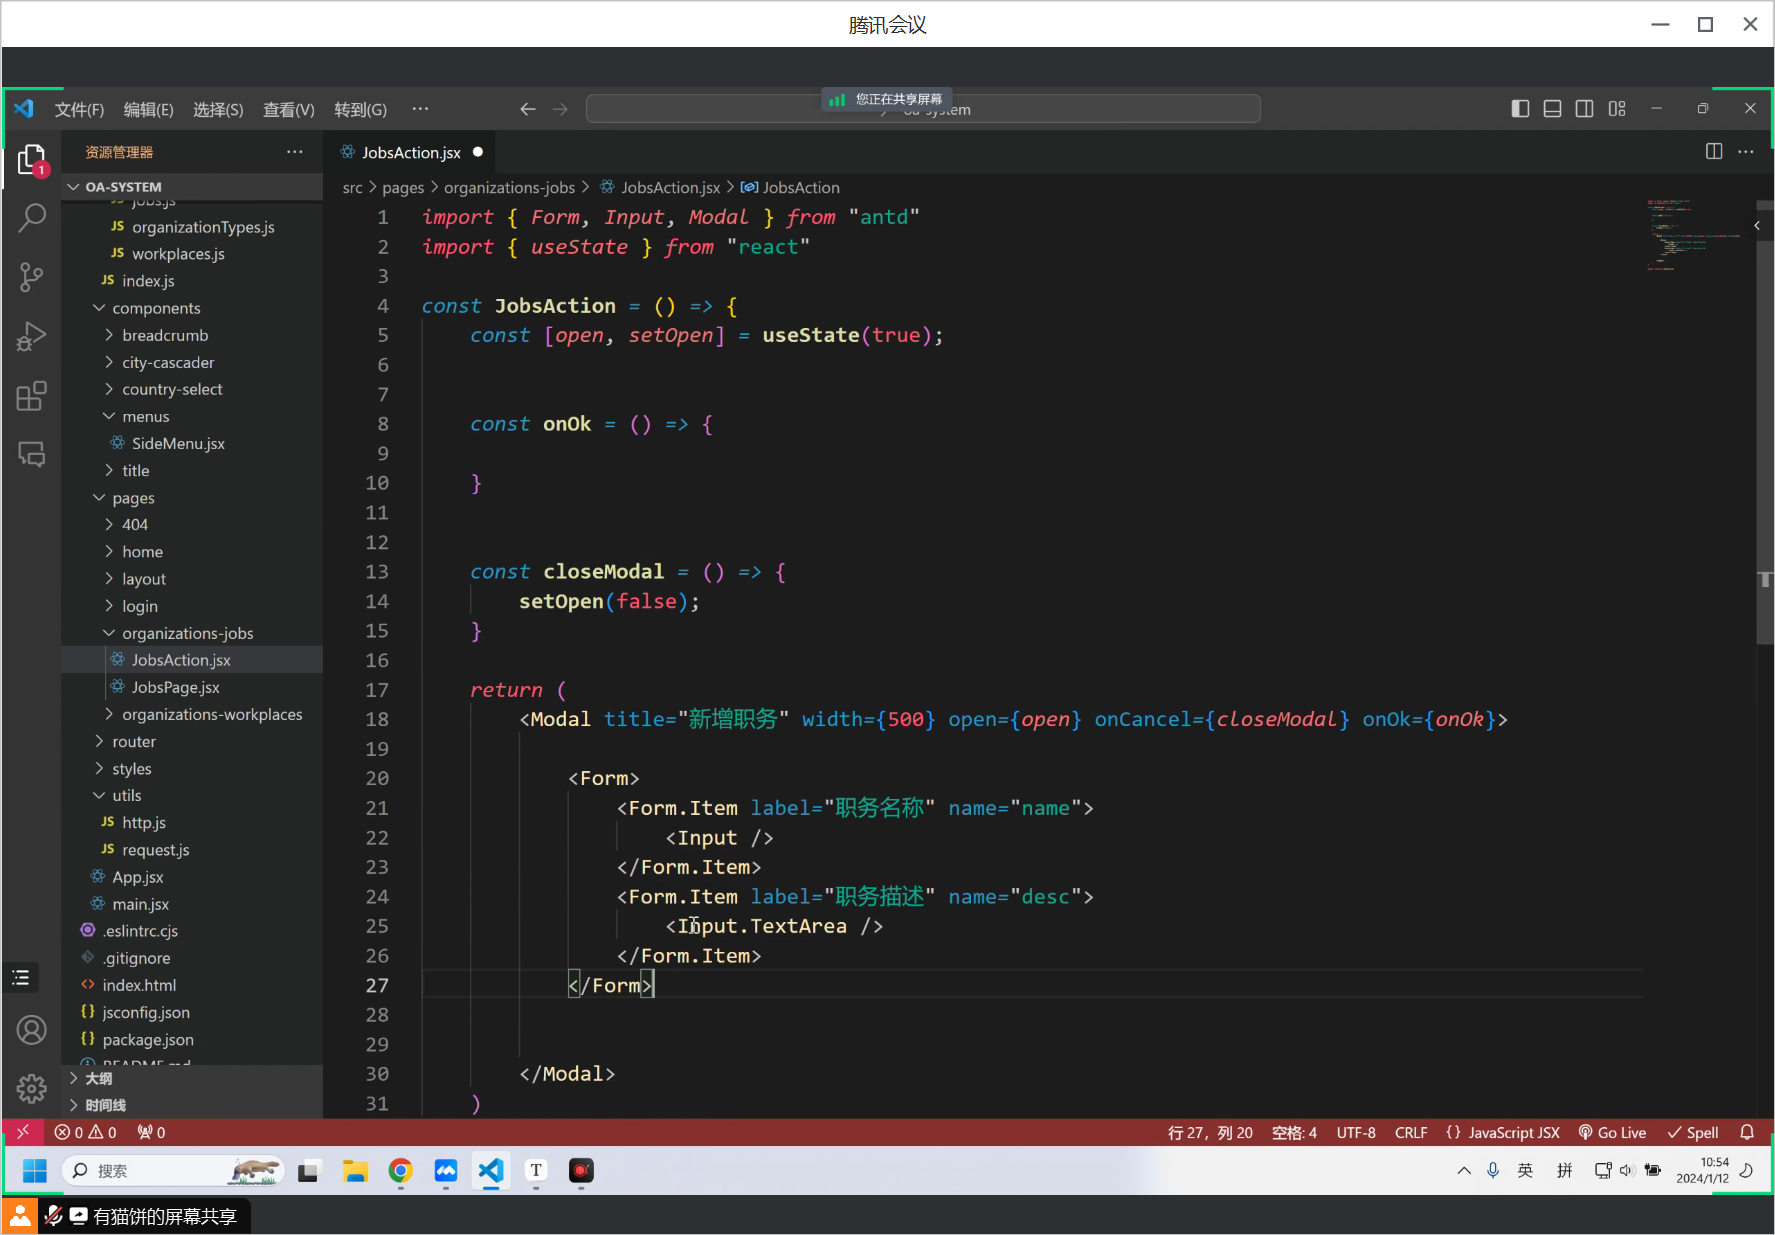 腾讯会议
文件(F) 编辑(E) 选择(S) 查看(V) 转到(G) ···
您正在共享屏幕
oa-system
资源管理器 ···
JobsAction.jsx
1
OA-SYSTEM
src > pages > organizations-jobs > JobsAction.jsx > JobsAction
jobs.js
JS organizationTypes.js
JS workplaces.js
JS index.js
components
breadcrumb
city-cascader
country-select
menus
SideMenu.jsx
title
pages
404
home
layout
login
organizations-jobs
JobsAction.jsx
JobsPage.jsx
organizations-workplaces
router
styles
utils
JS http.js
JS request.js
App.jsx
main.jsx
.eslintrc.cjs
.gitignore
index.html
jsconfig.json
package.json
README.md
大纲
时间线
1 import { Form, Input, Modal } from "antd"
2 import { useState } from "react"
3
4 const JobsAction = () => {
5 const [open, setOpen] = useState(true);
6
7
8 const onOk = () => {
9
10 }
11
12
13 const closeModal = () => {
14 setOpen(false);
15 }
16
17 return (
18 <Modal title="新增职务" width={500} open={open} onCancel={closeModal} onOk={onOk}>
19
20 <Form>
21 <Form.Item label="职务名称" name="name">
22 <Input />
23 </Form.Item>
24 <Form.Item label="职务描述" name="desc">
25 <Input.TextArea />
26 </Form.Item>
27 </Form>
28
29
30 </Modal>
31 )
0 0 0
行 27，列 20 空格: 4 UTF-8 CRLF {} JavaScript JSX Go Live Spell
搜索
T
英 拼
10:54
2024/1/12
有猫饼的屏幕共享